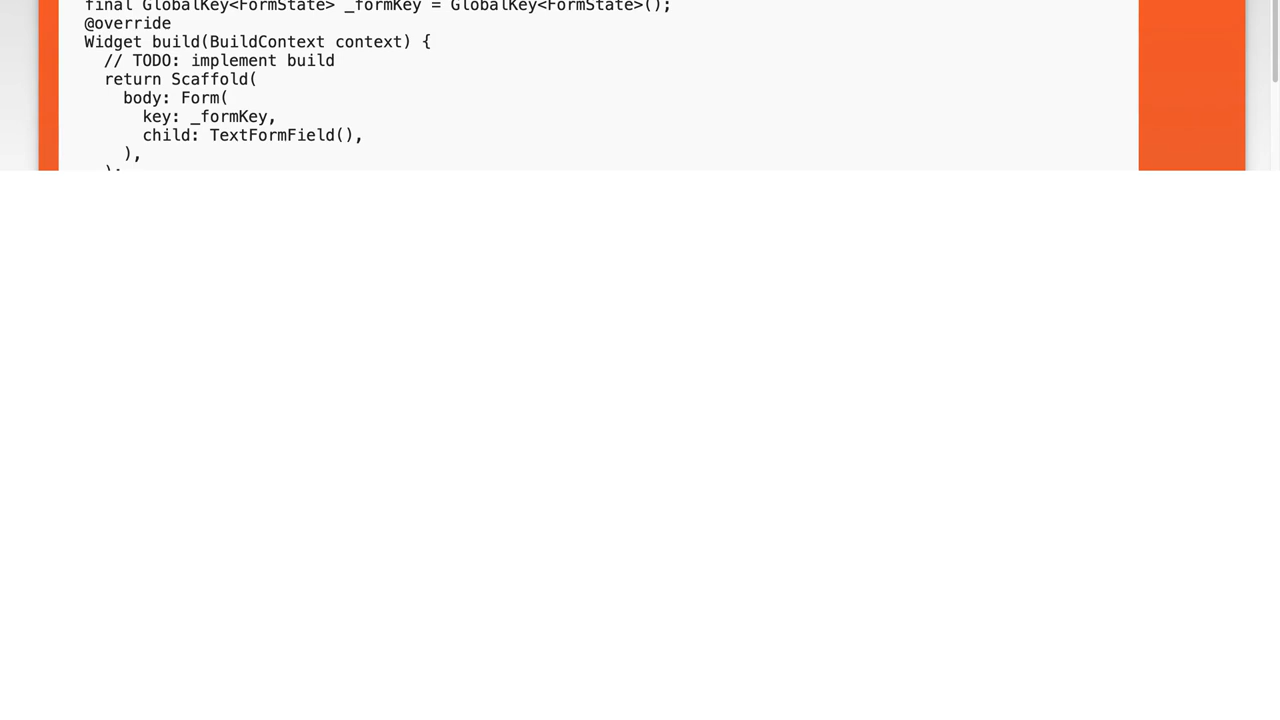 final GlobalKey<FormState> _formKey = GlobalKey<FormState>();
@override
Widget build(BuildContext context) {
// TODO: implement build
return Scaffold(
body: Form(
key: _formKey,
child: TextFormField(),
),
);